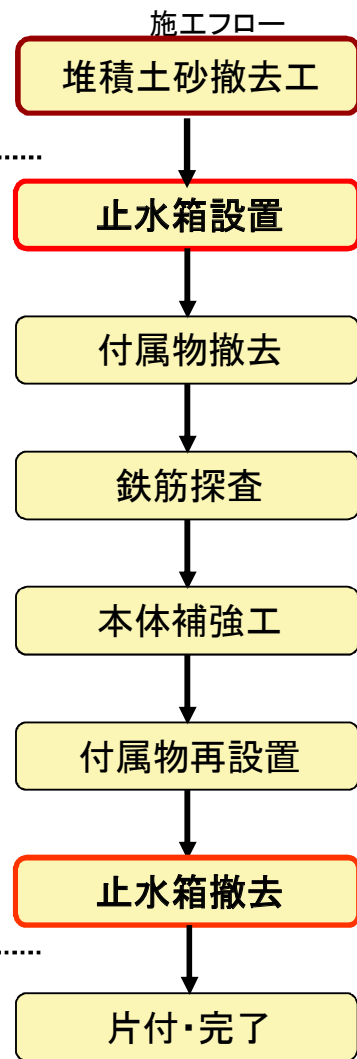 施工フロー
堆積土砂撤去工
止水箱設置
付属物撤去
鉄筋探査
本体補強工
付属物再設置
止水箱撤去
片付・完了